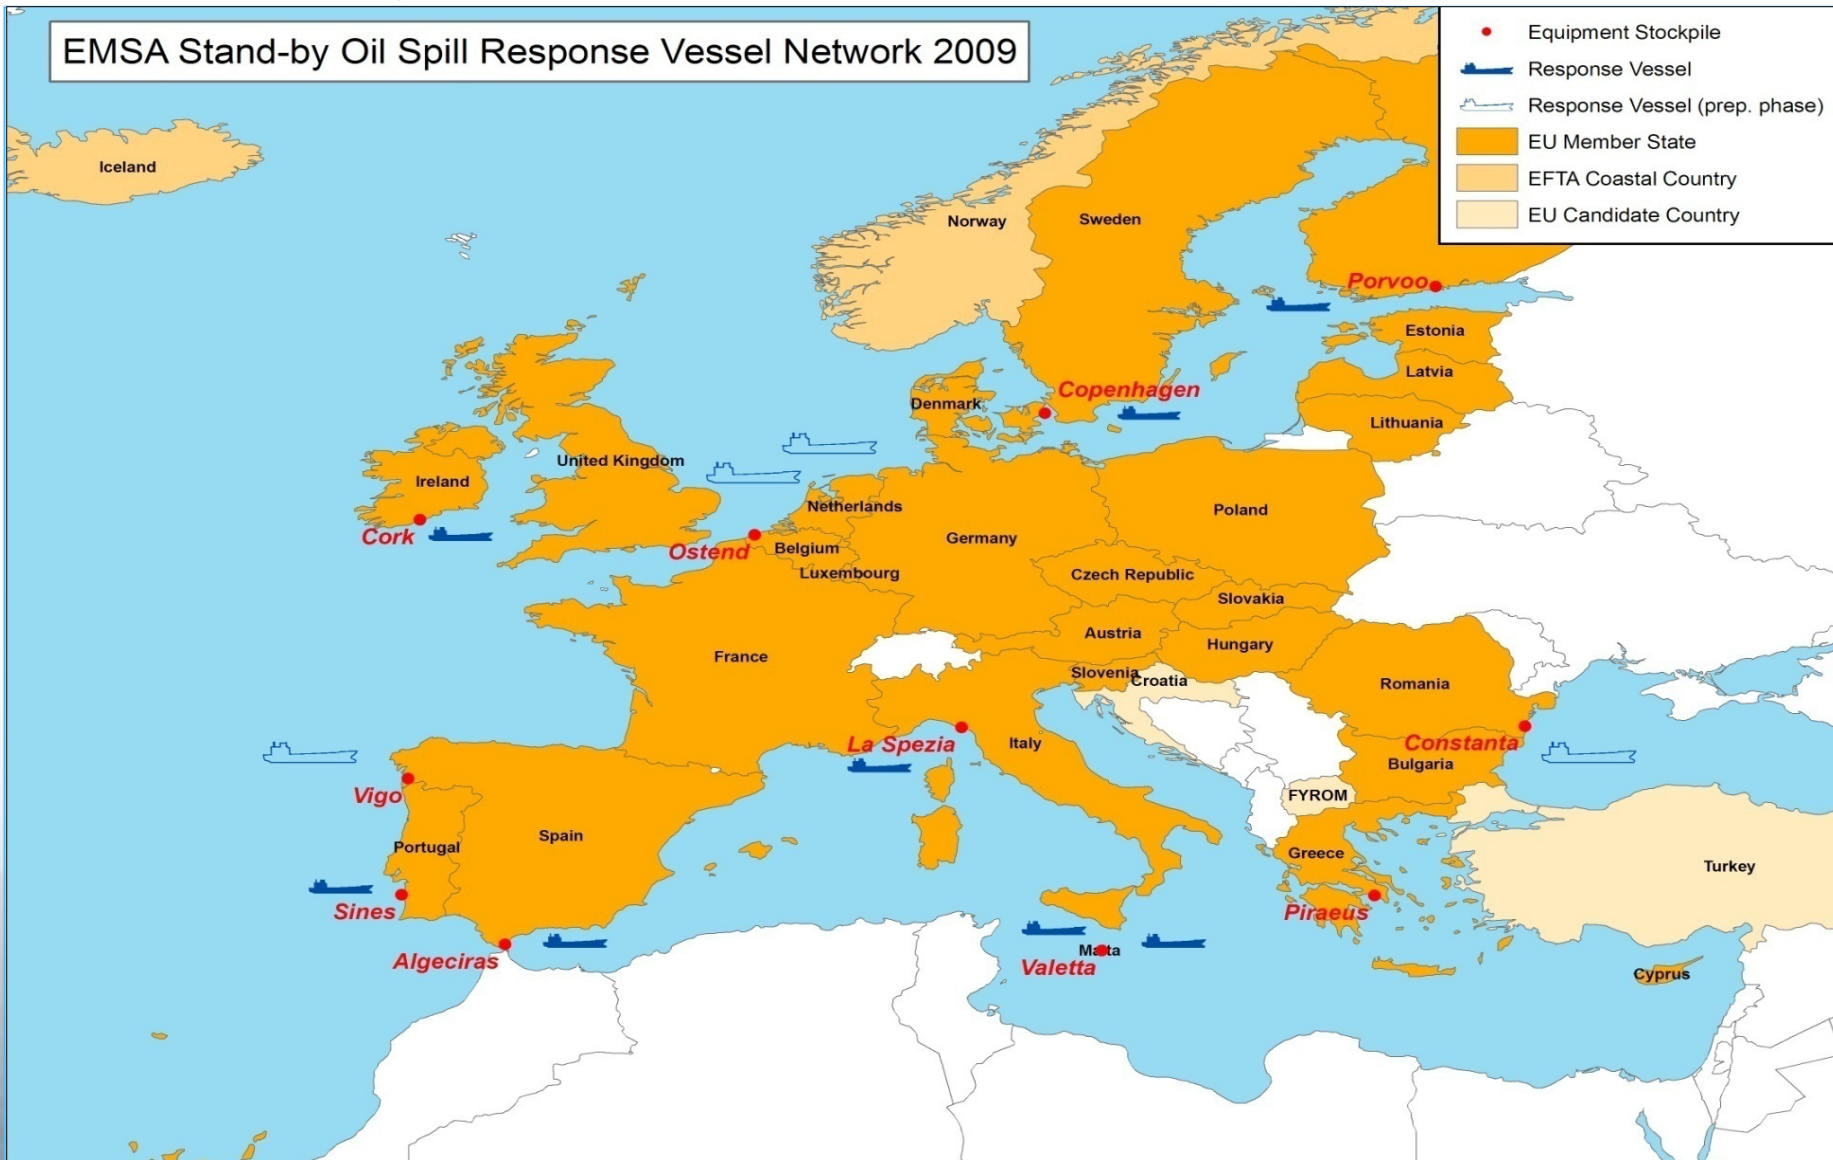 EMSA Stand-by Oil Spill Response Vessel Network 2009
Equipment Stockpile
Response Vessel
Response Vessel (prep. phase)
EU Member State
EFTA Coastal Country
EU Candidate Country
Iceland
Norway
Sweden
Porvoo
Estonia
Latvia
Lithuania
Copenhagen
Denmark
United Kingdom
Ireland
Cork
Netherlands
Ostend
Belgium
Luxembourg
Germany
Poland
Czech Republic
Slovakia
Austria
Hungary
France
Slovenia
Croatia
Romania
La Spezia
Italy
Constanta
Bulgaria
Vigo
FYROM
Portugal
Spain
Greece
Turkey
Sines
Piraeus
Algeciras
Malta
Valetta
Cyprus